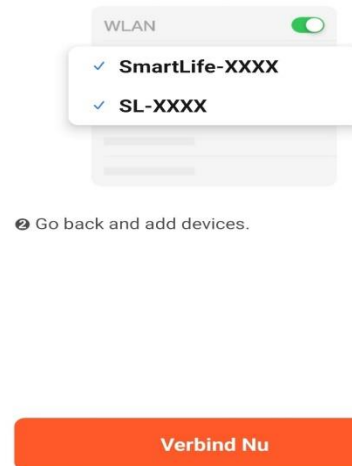 WLAN
SmartLife-XXXX
SL-XXXX
❷ Go back and add devices.
Verbind Nu